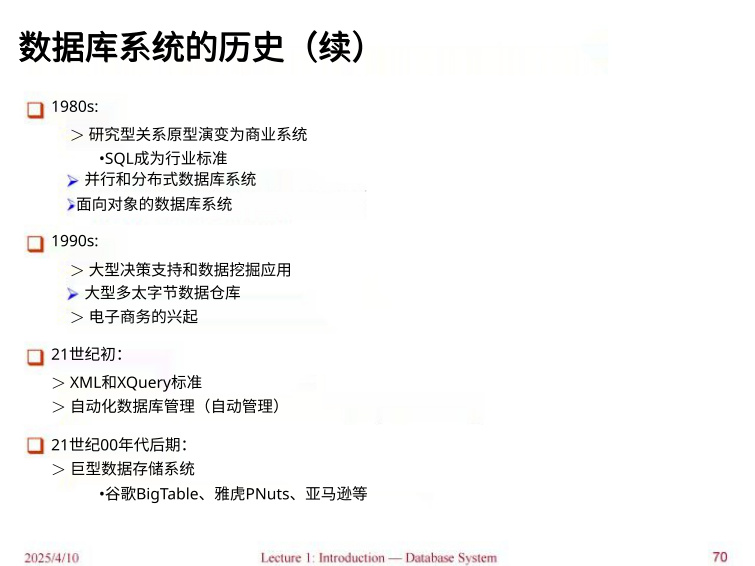 数据库系统的历史（续）
1980s:
＞ 研究型关系原型演变为商业系统
•SQL成为行业标准
➢ 并行和分布式数据库系统
➢面向对象的数据库系统
1990s:
＞ 大型决策支持和数据挖掘应用
➢ 大型多太字节数据仓库
＞ 电子商务的兴起
21世纪初：
＞ XML和XQuery标准
＞ 自动化数据库管理（自动管理）
21世纪00年代后期：
＞ 巨型数据存储系统
•谷歌BigTable、雅虎PNuts、亚马逊等
2025/4/10 Lecture 1: Introduction — Database System 70